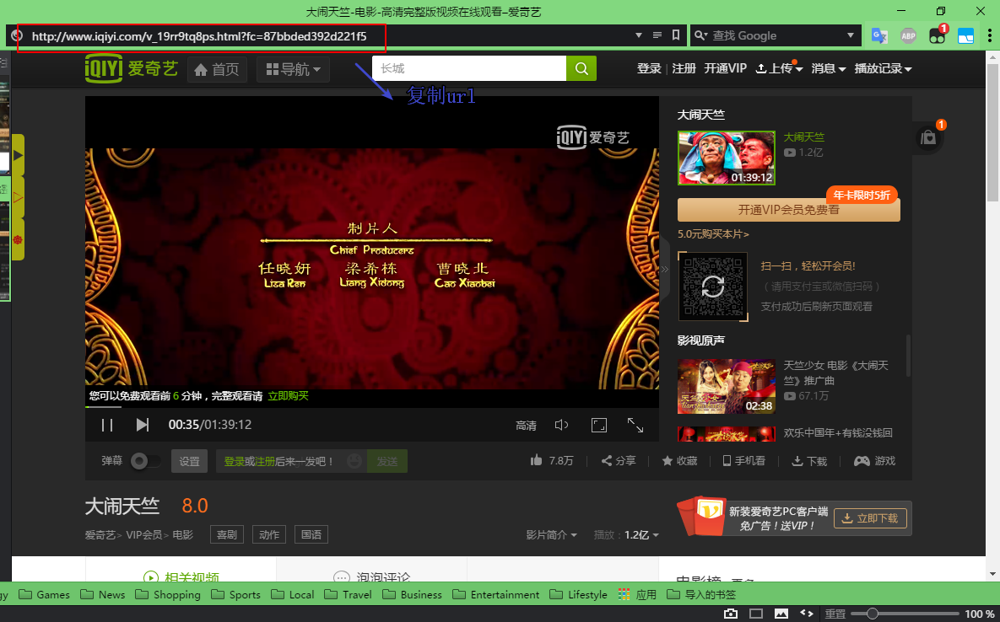 大闹天竺-电影-高清完整版视频在线观看–爱奇艺
http://www.iqiyi.com/v_19rr9tq8ps.html?fc=87bbded392d221f5
查找 Google
ABP
1
iQIYI 爱奇艺
首页
导航
长城
登录
注册
开通VIP
上传
消息
播放记录
复制url
iQIYI 爱奇艺
制片人
Chief Producers
任晓妍 梁希栋 曹晓北
Liza Ren Liang Xidong Cao Xiaobei
您可以免费观看前 6 分钟，完整观看请 立即购买
00:35/01:39:12
高清
弹幕
设置
登录或注册后来一发吧！
发送
7.8万
分享
收藏
手机看
下载
游戏
大闹天竺
01:39:12
大闹天竺
1.2亿
1
年卡限时5折
开通VIP会员免费看
5.0元购买本片>
扫一扫，轻松开会员!
（请用支付宝或微信扫码）
支付成功后刷新页面观看
影视原声
02:38
天竺少女 电影《大闹天
竺》推广曲
67.1万
欢乐中国年+有钱没钱回
大闹天竺 8.0
爱奇艺> VIP会员> 电影
喜剧
动作
国语
影片简介
播放：1.2亿
新装爱奇艺PC客户端
免广告！送VIP！
立即下载
相关视频
泡泡评论
gy
Games
News
Shopping
Sports
Local
Travel
Business
Entertainment
Lifestyle
应用
导入的书签
重置
100 %